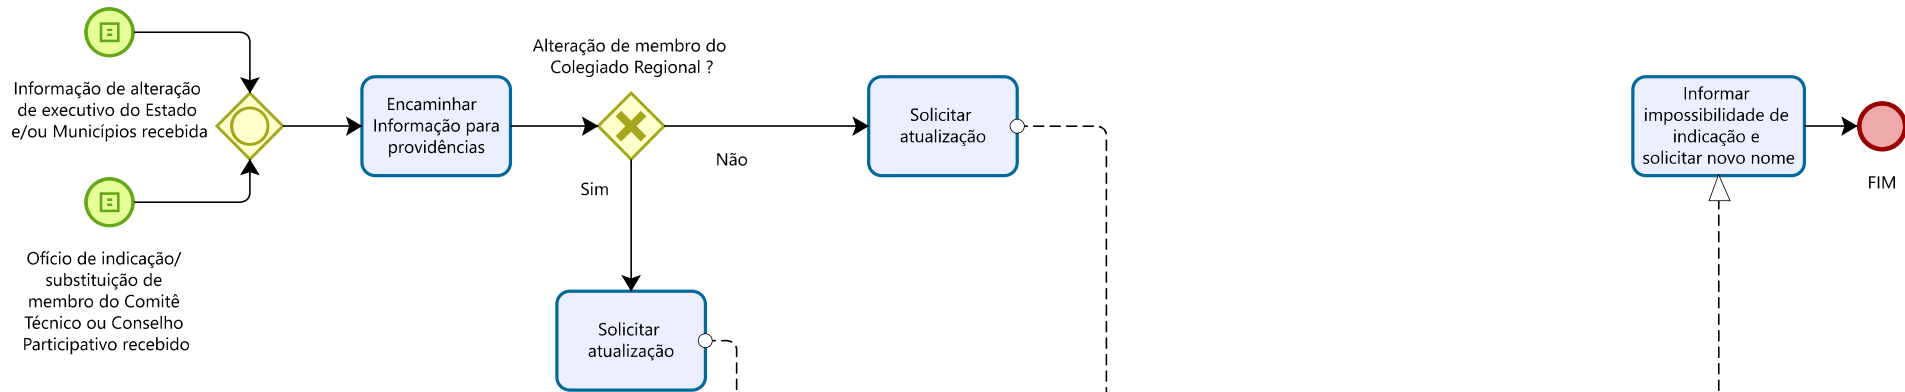 Informação de alteração
de executivo do Estado
e/ou Municípios recebida
Ofício de indicação/
substituição de
membro do Comitê
Técnico ou Conselho
Participativo recebido
Encaminhar
Informação para
providências
Alteração de membro do
Colegiado Regional ?
Não
Sim
Solicitar
atualização
Solicitar
atualização
Informar
impossibilidade de
indicação e
solicitar novo nome
FIM